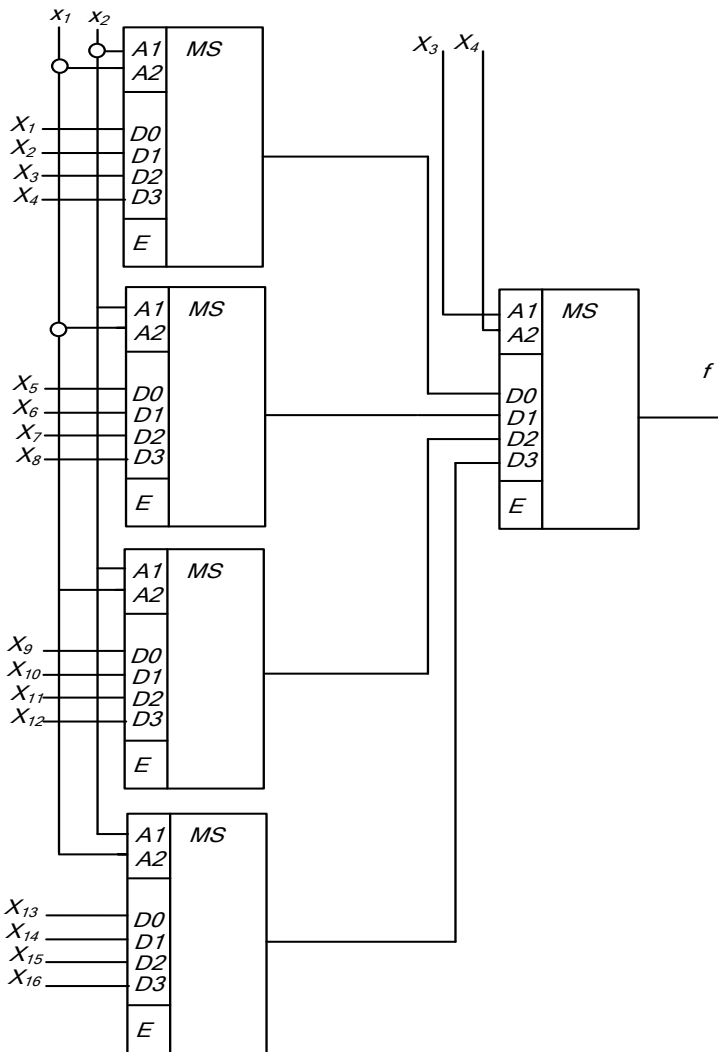 x₁ x₂
A1 MS
A2
X₁ D0
X₂ D1
X₃ D2
X₄ D3
E
A1 MS
A2
X₅ D0
X₆ D1
X₇ D2
X₈ D3
E
A1 MS
A2
X₉ D0
X₁₀ D1
X₁₁ D2
X₁₂ D3
E
A1 MS
A2
X₁₃ D0
X₁₄ D1
X₁₅ D2
X₁₆ D3
E
X₃ X₄
A1 MS
A2
D0
D1
D2
D3
E
f